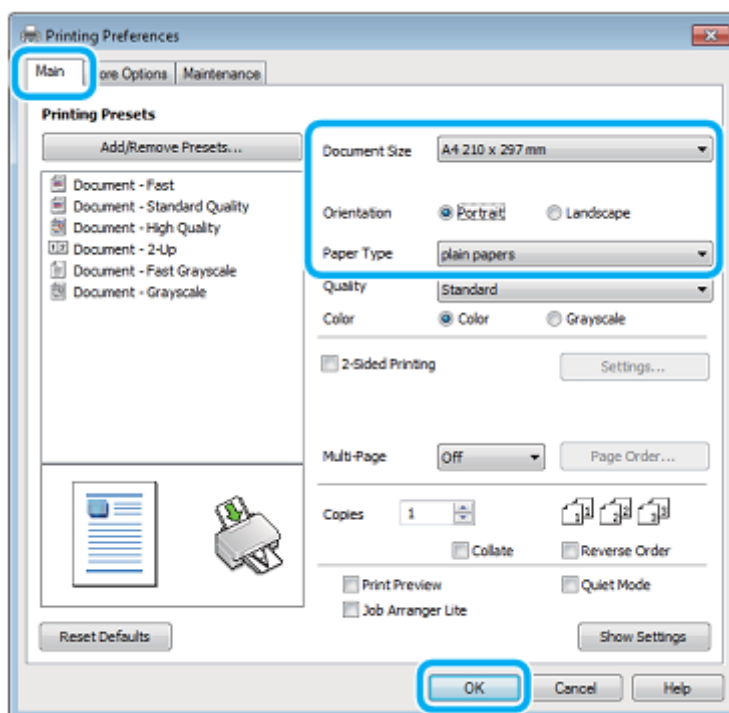 Printing Preferences
Main
ore Options
Maintenance
Printing Presets
Add/Remove Presets...
Document - Fast
Document - Standard Quality
Document - High Quality
Document - 2-Up
Document - Fast Grayscale
Document - Grayscale
Reset Defaults
Document Size
A4 210 x 297 mm
Orientation
Portrait
Landscape
Paper Type
plain papers
Quality
Standard
Color
Color
Grayscale
2-Sided Printing
Settings...
Multi-Page
Off
Page Order...
Copies
1
Collate
Reverse Order
Print Preview
Quiet Mode
Job Arranger Lite
Show Settings
OK
Cancel
Help